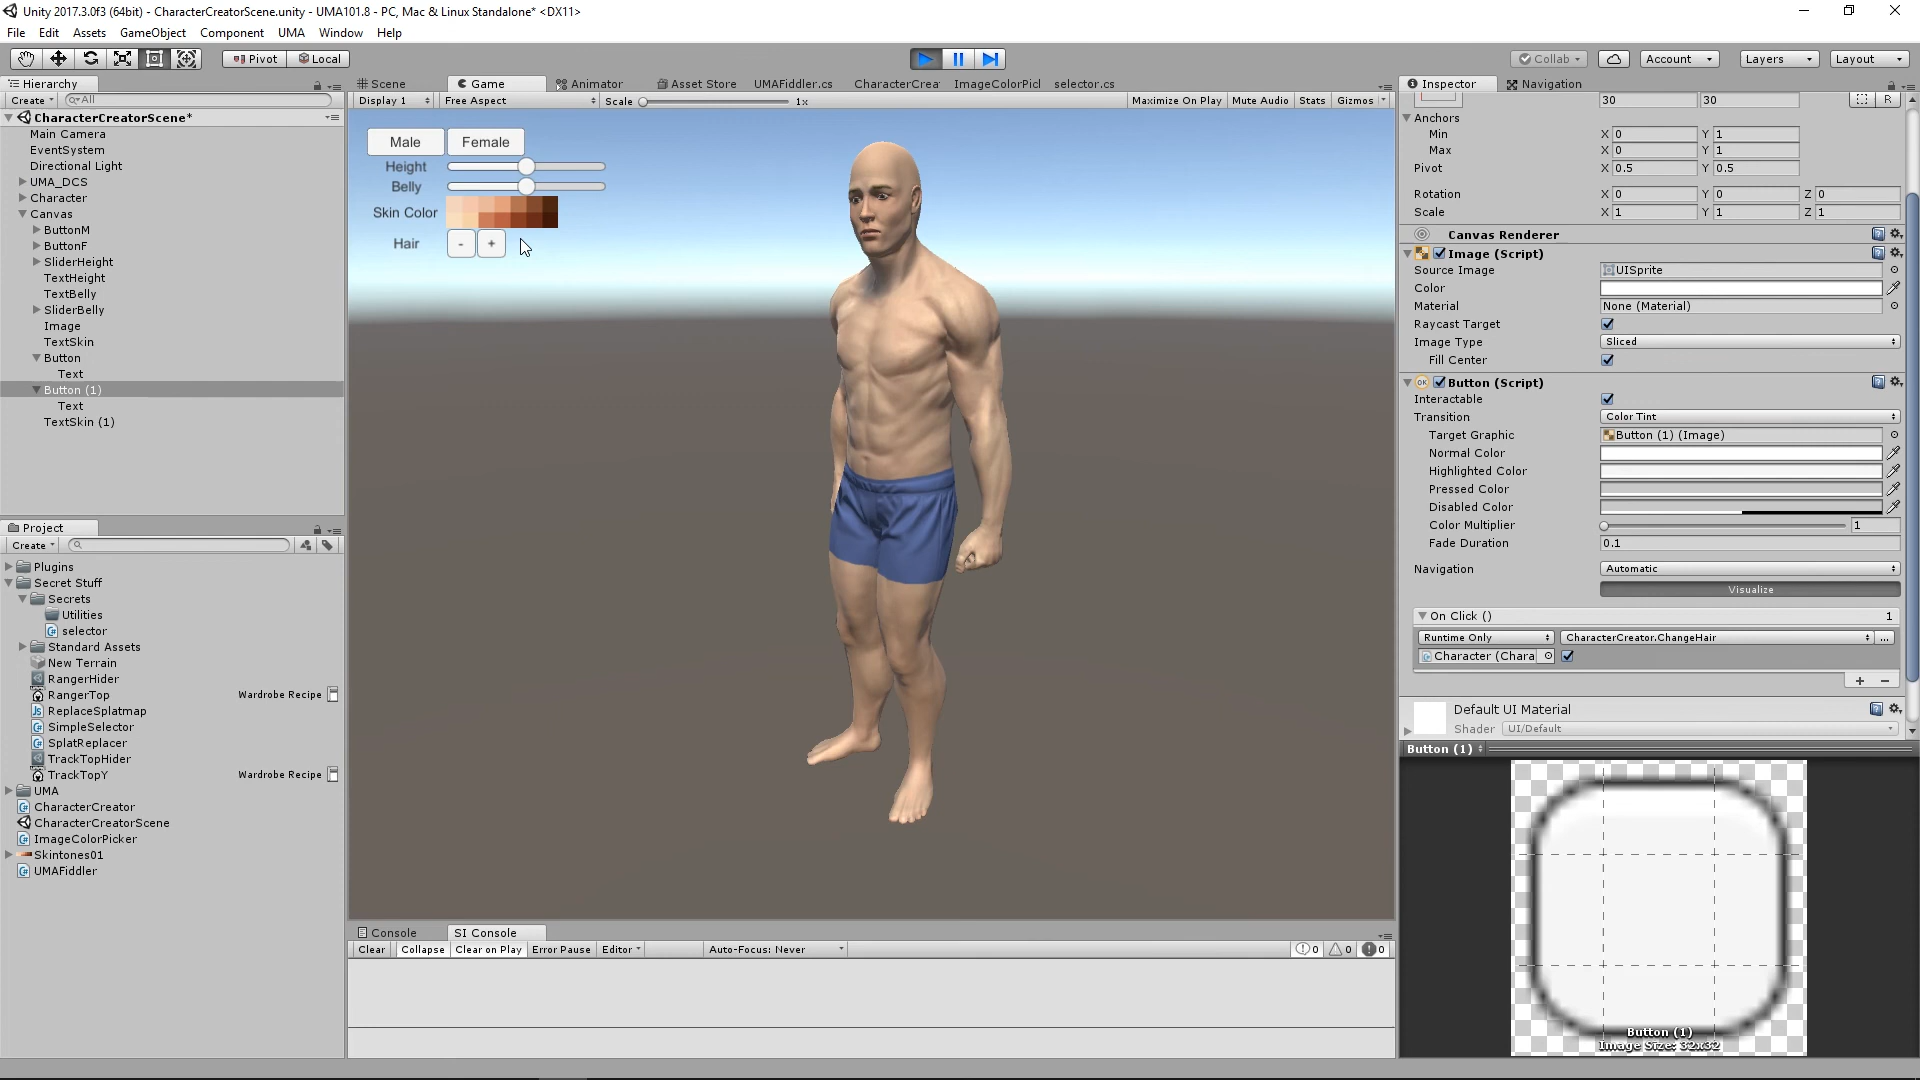 Unity 2017.3.0f3 (64bit) - CharacterCreatorScene.unity - UMA101.8 - PC, Mac & Linux Standalone* <DX11>
File Edit Assets GameObject Component UMA Window Help
Pivot Local Collab Account Layers Layout
Hierarchy
Create All
CharacterCreatorScene*
Main Camera
EventSystem
Directional Light
UMA_DCS
Character
Canvas
ButtonM
ButtonF
SliderHeight
TextHeight
TextBelly
SliderBelly
Image
TextSkin
Button
Text
Button (1)
Text
TextSkin (1)
Project
Create
Plugins
Secret Stuff
Secrets
Utilities
selector
Standard Assets
New Terrain
RangerHider
RangerTop Wardrobe Recipe
ReplaceSplatmap
SimpleSelector
SplatReplacer
TrackTopHider
TrackTopY Wardrobe Recipe
UMA
CharacterCreator
CharacterCreatorScene
ImageColorPicker
Skintones01
UMAFiddler
Scene Game Animator Asset Store UMAFiddler.cs CharacterCrea ImageColorPicl selector.cs
Display 1 Free Aspect Scale 1x Maximize On Play Mute Audio Stats Gizmos
Male Female
Height
Belly
Skin Color
Hair - +
Console SI Console
Clear Collapse Clear on Play Error Pause Editor Auto-Focus: Never 0 0 0
Inspector Navigation
30 30 R
Anchors
Min X 0 Y 1
Max X 0 Y 1
Pivot X 0.5 Y 0.5
Rotation X 0 Y 0 Z 0
Scale X 1 Y 1 Z 1
Canvas Renderer
Image (Script)
Source Image UISprite
Color
Material None (Material)
Raycast Target
Image Type Sliced
Fill Center
OK Button (Script)
Interactable
Transition Color Tint
Target Graphic Button (1) (Image)
Normal Color
Highlighted Color
Pressed Color
Disabled Color
Color Multiplier 1
Fade Duration 0.1
Navigation Automatic
Visualize
On Click () 1
Runtime Only CharacterCreator.ChangeHair ...
Character (Chara
+ −
Default UI Material
Shader UI/Default
Button (1)
Button (1)
Image Size: 32x32